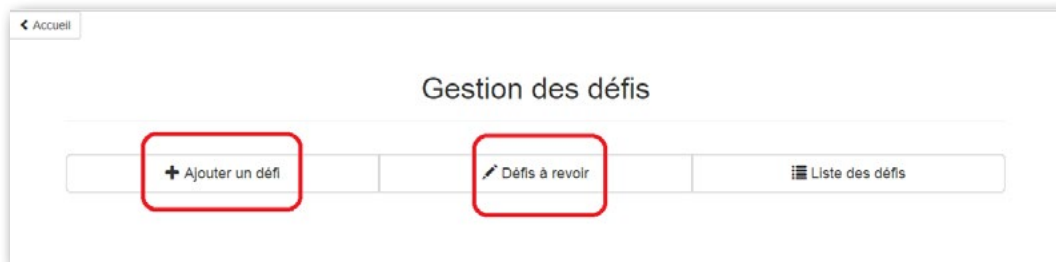 Accueil
Gestion des défis
Ajouter un défi
Défis à revoir
Liste des défis